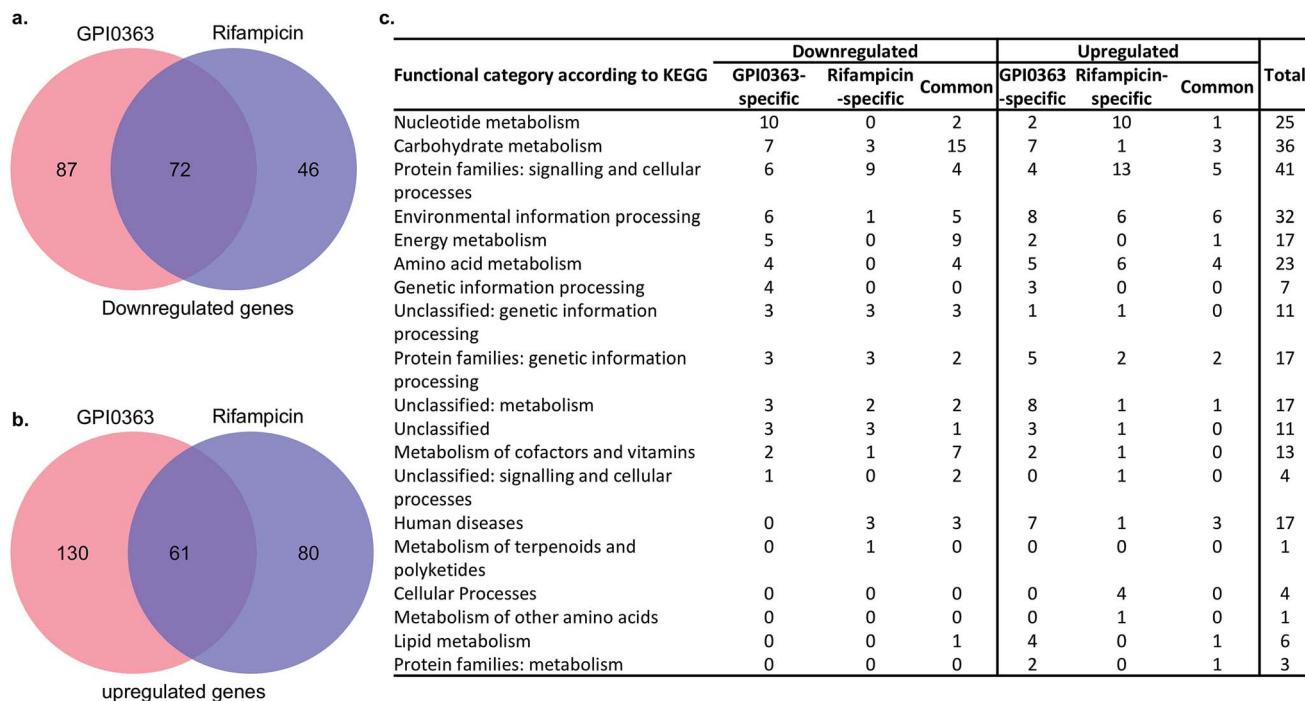 a.
GPI0363 Rifampicin
87 72 46
Downregulated genes
b.
GPI0363 Rifampicin
130 61 80
upregulated genes
c.
Downregulated Upregulated
Functional category according to KEGG GPI0363- Rifampicin Common GPI0363 Rifampicin- Common Total
specific -specific -specific specific
Nucleotide metabolism 10 0 2 2 10 1 25
Carbohydrate metabolism 7 3 15 7 1 3 36
Protein families: signalling and cellular 6 9 4 4 13 5 41
processes
Environmental information processing 6 1 5 8 6 6 32
Energy metabolism 5 0 9 2 0 1 17
Amino acid metabolism 4 0 4 5 6 4 23
Genetic information processing 4 0 0 3 0 0 7
Unclassified: genetic information 3 3 3 1 1 0 11
processing
Protein families: genetic information 3 3 2 5 2 2 17
processing
Unclassified: metabolism 3 2 2 8 1 1 17
Unclassified 3 3 1 3 1 0 11
Metabolism of cofactors and vitamins 2 1 7 2 1 0 13
Unclassified: signalling and cellular 1 0 2 0 1 0 4
processes
Human diseases 0 3 3 7 1 3 17
Metabolism of terpenoids and 0 1 0 0 0 0 1
polyketides
Cellular Processes 0 0 0 0 4 0 4
Metabolism of other amino acids 0 0 0 0 1 0 1
Lipid metabolism 0 0 1 4 0 1 6
Protein families: metabolism 0 0 0 2 0 1 3